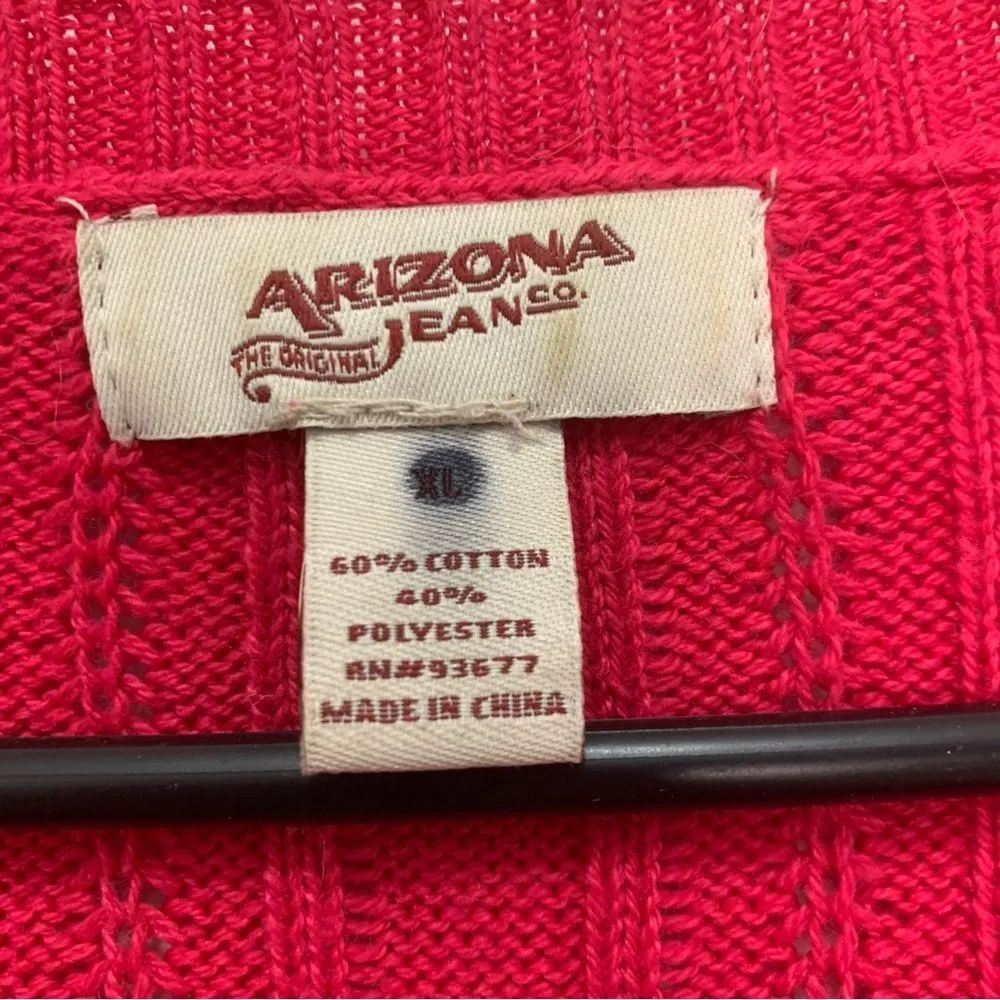 ARIZONA
JEAN CO.
THE ORIGINAL
XL
60% COTTON
40%
POLYESTER
RN#93677
MADE IN CHINA